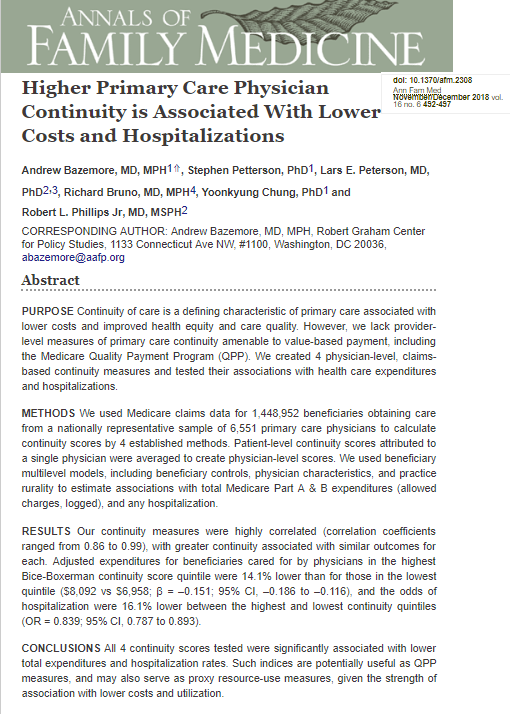 ANNALS OF
FAMILY MEDICINE
Higher Primary Care Physician
Continuity is Associated With Lower
Costs and Hospitalizations
doi: 10.1370/afm.2308
Ann Fam Med
November/December 2018 vol.
16 no. 6 492-497
Andrew Bazemore, MD, MPH1⇑, Stephen Petterson, PhD1, Lars E. Peterson, MD,
PhD2,3, Richard Bruno, MD, MPH4, Yoonkyung Chung, PhD1 and
Robert L. Phillips Jr, MD, MSPH2
CORRESPONDING AUTHOR: Andrew Bazemore, MD, MPH, Robert Graham Center
for Policy Studies, 1133 Connecticut Ave NW, #1100, Washington, DC 20036,
abazemore@aafp.org
Abstract
PURPOSE Continuity of care is a defining characteristic of primary care associated with
lower costs and improved health equity and care quality. However, we lack provider-
level measures of primary care continuity amenable to value-based payment, including
the Medicare Quality Payment Program (QPP). We created 4 physician-level, claims-
based continuity measures and tested their associations with health care expenditures
and hospitalizations.
METHODS We used Medicare claims data for 1,448,952 beneficiaries obtaining care
from a nationally representative sample of 6,551 primary care physicians to calculate
continuity scores by 4 established methods. Patient-level continuity scores attributed to
a single physician were averaged to create physician-level scores. We used beneficiary
multilevel models, including beneficiary controls, physician characteristics, and practice
rurality to estimate associations with total Medicare Part A & B expenditures (allowed
charges, logged), and any hospitalization.
RESULTS Our continuity measures were highly correlated (correlation coefficients
ranged from 0.86 to 0.99), with greater continuity associated with similar outcomes for
each. Adjusted expenditures for beneficiaries cared for by physicians in the highest
Bice-Boxerman continuity score quintile were 14.1% lower than for those in the lowest
quintile ($8,092 vs $6,958; β = –0.151; 95% CI, –0.186 to –0.116), and the odds of
hospitalization were 16.1% lower between the highest and lowest continuity quintiles
(OR = 0.839; 95% CI, 0.787 to 0.893).
CONCLUSIONS All 4 continuity scores tested were significantly associated with lower
total expenditures and hospitalization rates. Such indices are potentially useful as QPP
measures, and may also serve as proxy resource-use measures, given the strength of
association with lower costs and utilization.